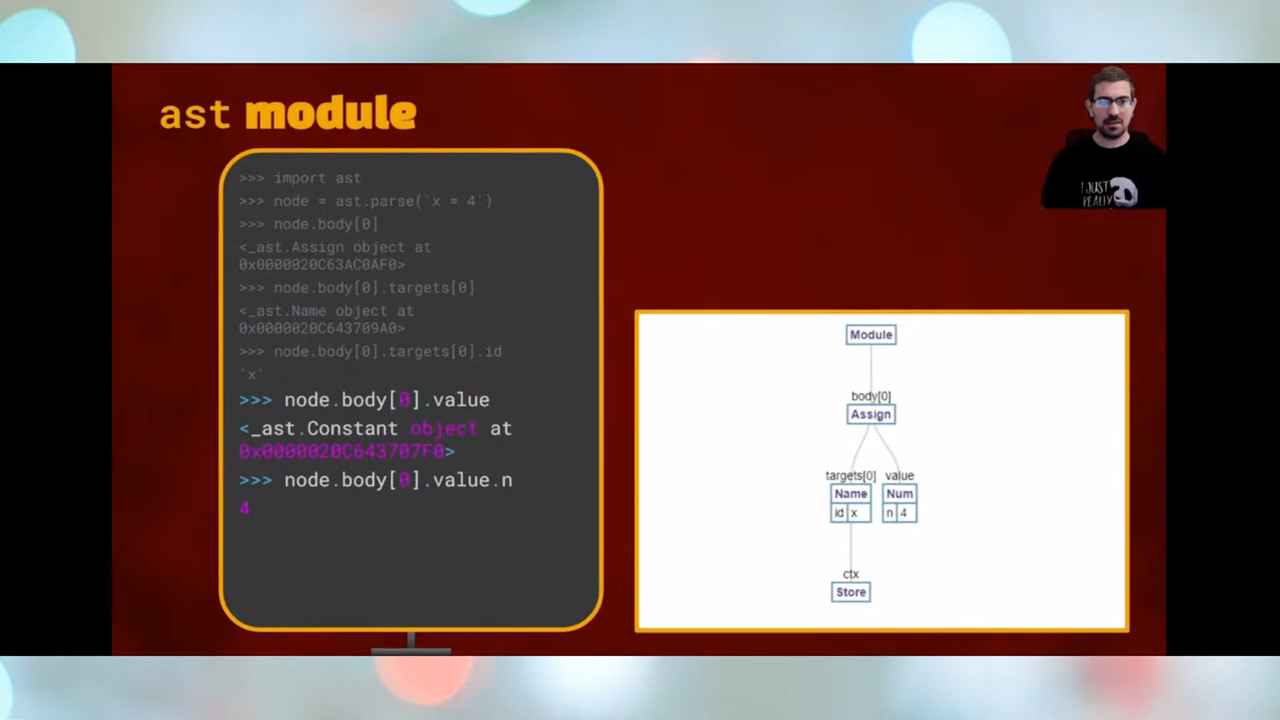 ast module
>>> import ast
>>> node = ast.parse('x = 4')
>>> node.body[0]
<_ast.Assign object at
0x0000020C63AC0AF0>
>>> node.body[0].targets[0]
<_ast.Name object at
0x0000020C643709A0>
>>> node.body[0].targets[0].id
'x'
>>> node.body[0].value
<_ast.Constant object at
0x0000020C643707F0>
>>> node.body[0].value.n
4
I JUST
REALLY
Module
body[0]
Assign
targets[0] value
Name Num
id x n 4
ctx
Store